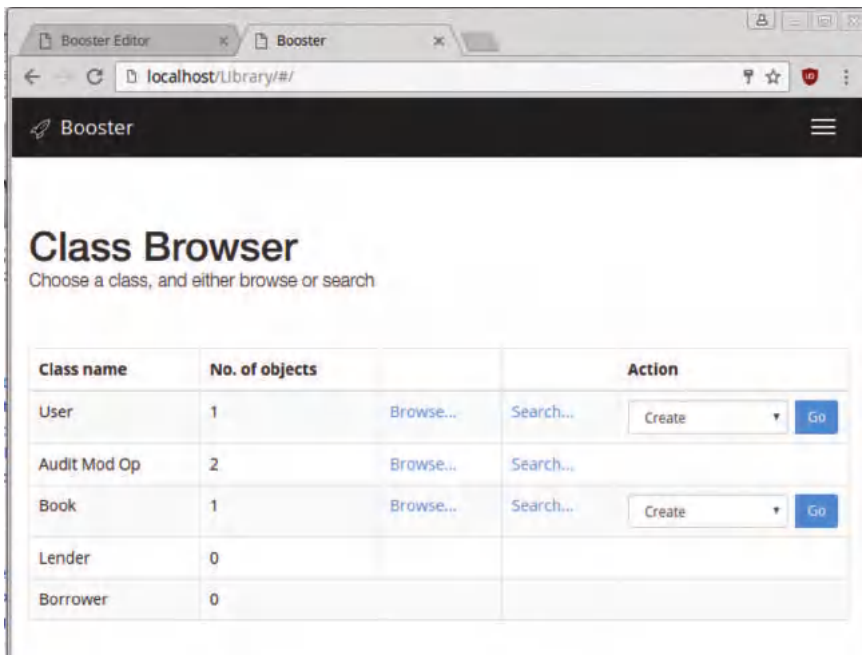 Booster Editor Booster
localhost/Library/#/
Booster
Class Browser
Choose a class, and either browse or search
Class name No. of objects Action
User 1 Browse... Search... Create Go
Audit Mod Op 2 Browse... Search...
Book 1 Browse... Search... Create Go
Lender 0
Borrower 0